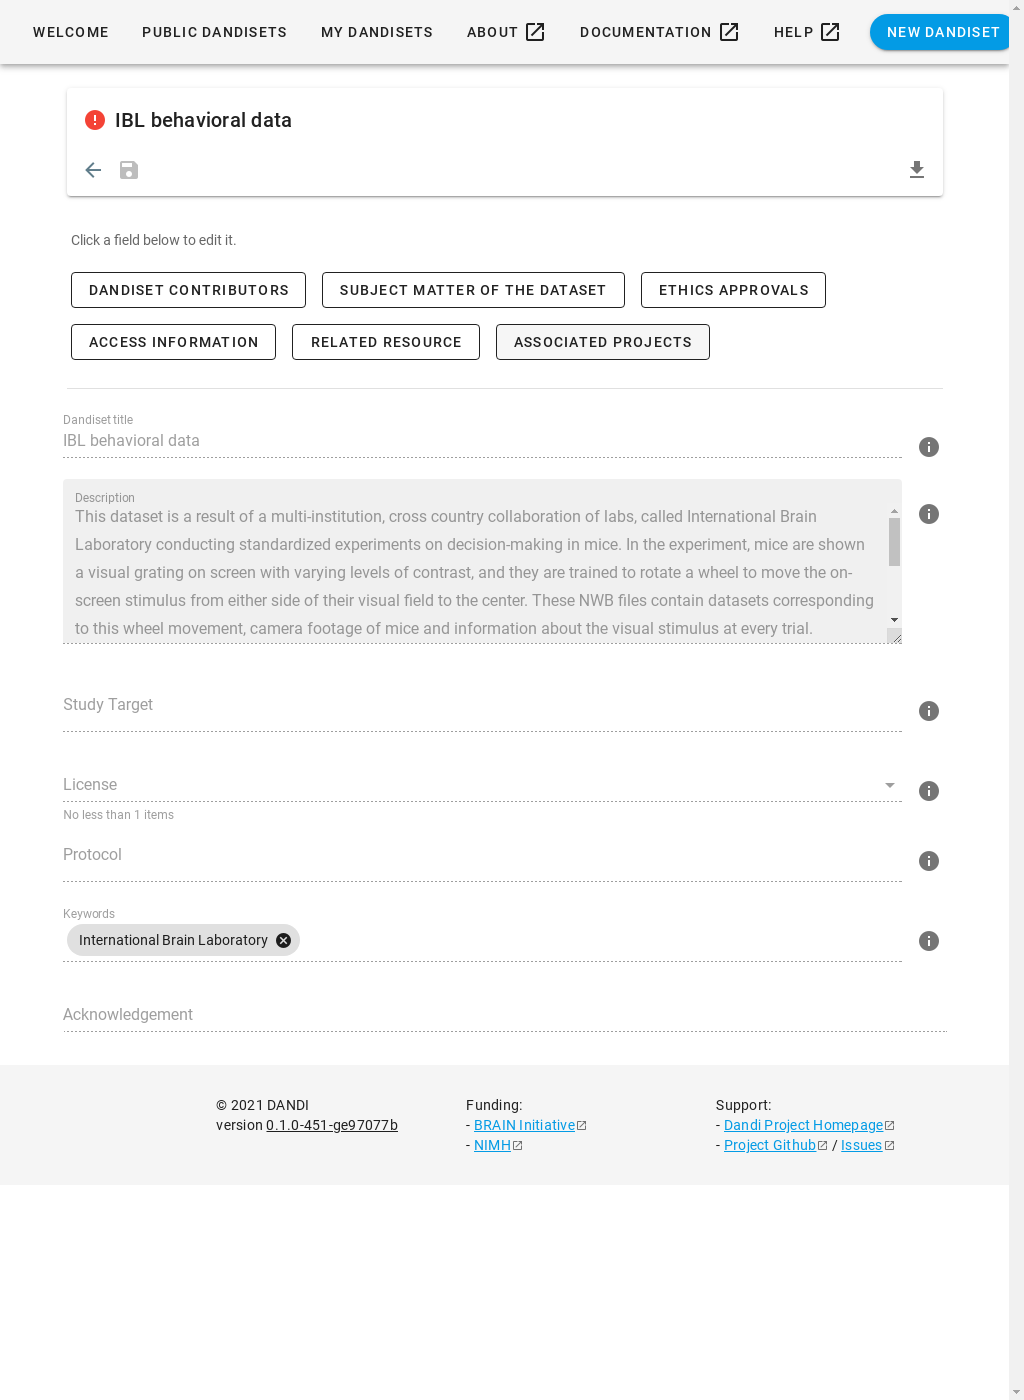 WELCOME PUBLIC DANDISETS MY DANDISETS ABOUT DOCUMENTATION HELP NEW DANDISET
IBL behavioral data
Click a field below to edit it.
DANDISET CONTRIBUTORS SUBJECT MATTER OF THE DATASET ETHICS APPROVALS
ACCESS INFORMATION RELATED RESOURCE ASSOCIATED PROJECTS
Dandiset title
IBL behavioral data
Description
This dataset is a result of a multi-institution, cross country collaboration of labs, called International Brain
Laboratory conducting standardized experiments on decision-making in mice. In the experiment, mice are shown
a visual grating on screen with varying levels of contrast, and they are trained to rotate a wheel to move the on-
screen stimulus from either side of their visual field to the center. These NWB files contain datasets corresponding
to this wheel movement, camera footage of mice and information about the visual stimulus at every trial.
Study Target
License
No less than 1 items
Protocol
Keywords
International Brain Laboratory
Acknowledgement
© 2021 DANDI Funding: Support:
version 0.1.0-451-ge97077b - BRAIN Initiative - Dandi Project Homepage
- NIMH - Project Github / Issues